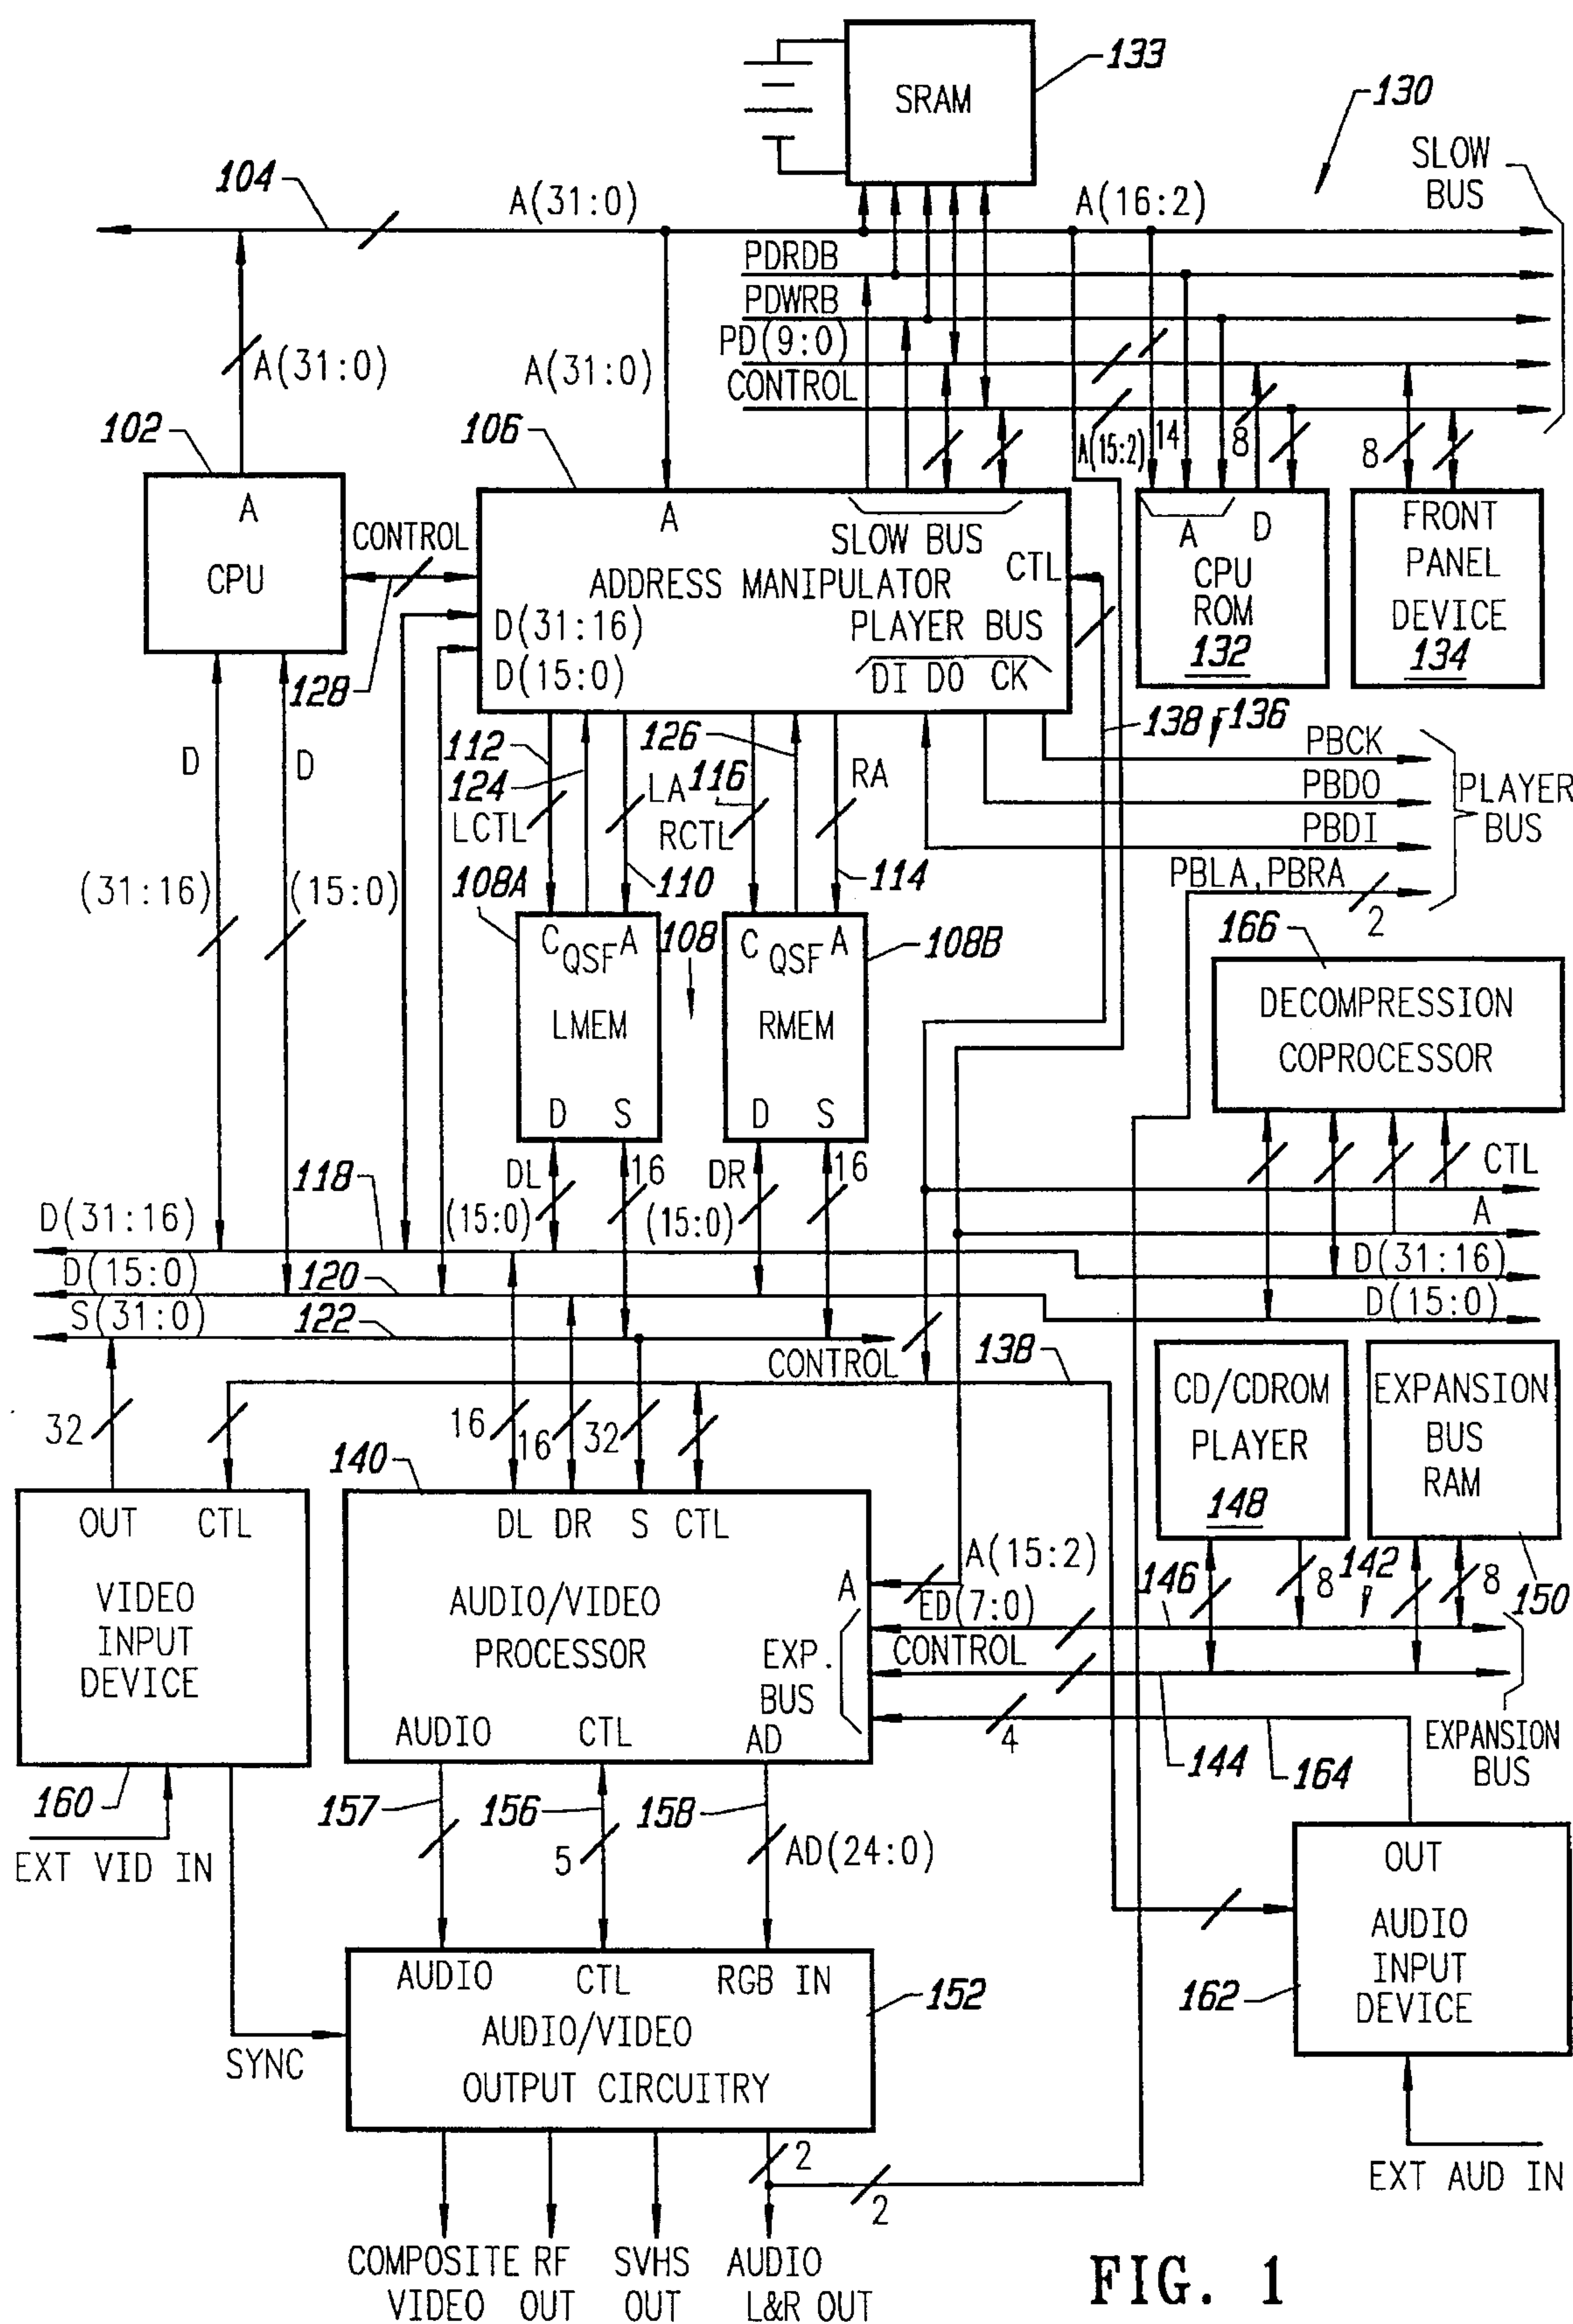 133
SRAM
130
SLOW
BUS
104
A(31:0)
A(16:2)
PDRDB
PDWRB
PD(9:0)
CONTROL
A(31:0)
A(31:0)
102
106
A(15:2)
14
8
8
A
CPU
CONTROL
128
A
SLOW BUS
ADDRESS MANIPULATOR
CTL
D(31:16)
D(15:0)
PLAYER BUS
DI DO CK
A
D
CPU
ROM
132
FRONT
PANEL
DEVICE
134
D
D
112
124
LCTL
LA
126
116
RCTL
RA
138
136
PBCK
PBDO
PBDI
PBLA,PBRA
2
PLAYER
BUS
(31:16)
(15:0)
108A
110
114
108
108B
C QSF A
LMEM
D S
C QSF A
RMEM
D S
166
DECOMPRESSION
COPROCESSOR
DL
16
(15:0)
DR
16
(15:0)
118
CTL
A
D(31:16)
D(15:0)
D(31:16)
D(15:0)
120
S(31:0)
122
CONTROL
138
CD/CDROM
PLAYER
148
EXPANSION
BUS
RAM
32
16
16
32
140
OUT CTL
VIDEO
INPUT
DEVICE
DL DR S CTL
A
AUDIO/VIDEO
PROCESSOR
EXP.
BUS
AUDIO CTL AD
A(15:2)
146
8
142
8
150
ED(7:0)
CONTROL
4
144
164
EXPANSION
BUS
160
EXT VID IN
157
156
5
158
AD(24:0)
OUT
AUDIO
INPUT
DEVICE
162
AUDIO CTL RGB IN
AUDIO/VIDEO
OUTPUT CIRCUITRY
152
SYNC
2
2
EXT AUD IN
COMPOSITE
VIDEO
RF
OUT
SVHS
OUT
AUDIO
L&R OUT
FIG. 1